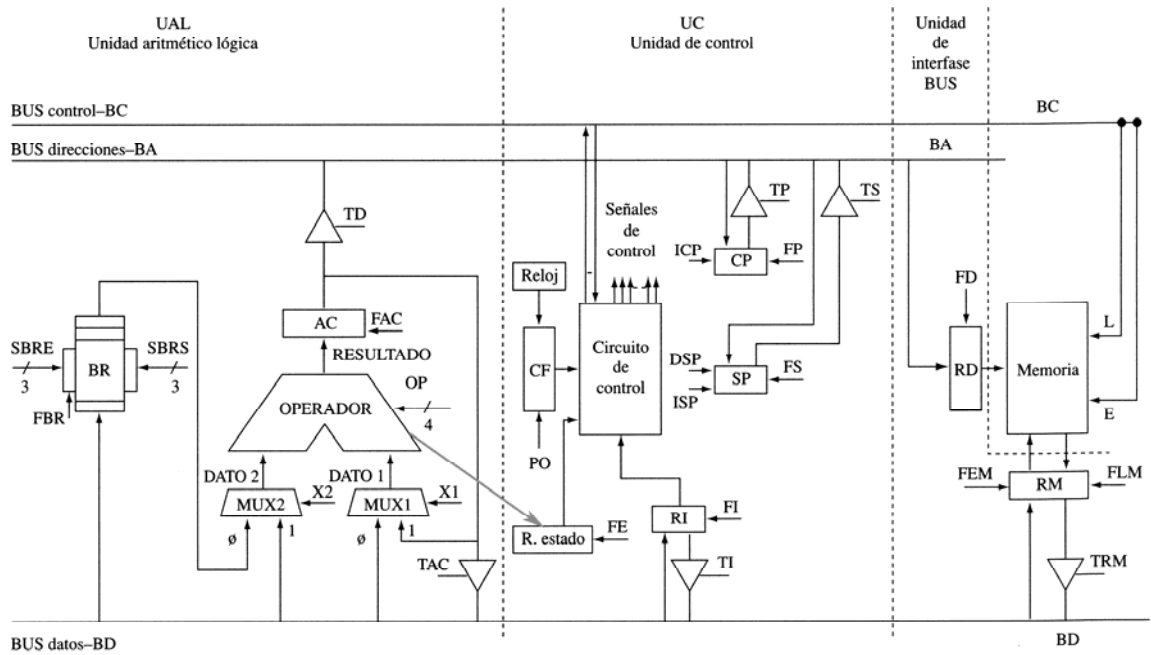 UAL
Unidad aritmético lógica
UC
Unidad de control
Unidad
de
interfase
BUS
BUS control–BC
BC
BUS direcciones–BA
BA
TD
TP
TS
Señales
de
control
ICP
CP
FP
Reloj
FD
AC
FAC
L
SBRE
3
BR
SBRS
3
RESULTADO
CF
Circuito
de
control
DSP
SP
FS
ISP
RD
Memoria
FBR
OPERADOR
OP
4
E
PO
DATO 2
DATO 1
MUX2
X2
MUX1
X1
FEM
RM
FLM
ø
1
ø
1
R. estado
FE
RI
FI
TAC
TI
TRM
BUS datos–BD
BD